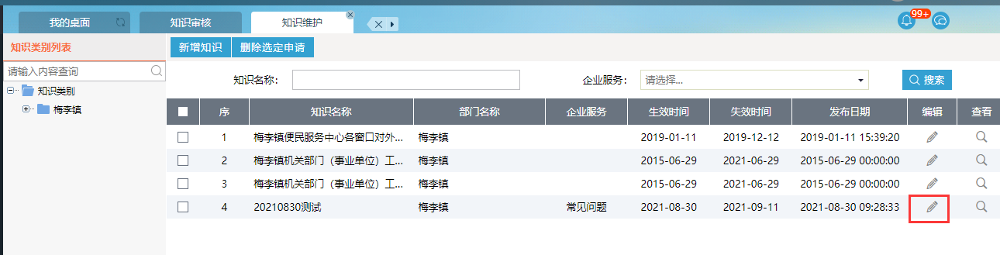 我的桌面 知识审核 知识维护 99+
知识类别列表 新增知识 删除选定申请
请输入内容查询 知识名称： 企业服务： 请选择... 搜索
知识类别
梅李镇
序 知识名称 部门名称 企业服务 生效时间 失效时间 发布日期 编辑 查看
1 梅李镇便民服务中心各窗口对外... 梅李镇 2019-01-11 2019-12-12 2019-01-11 15:39:20
2 梅李镇机关部门（事业单位）工... 梅李镇 2015-06-29 2021-06-29 2015-06-29 00:00:00
3 梅李镇机关部门（事业单位）工... 梅李镇 2015-06-29 2021-06-29 2015-06-29 00:00:00
4 20210830测试 梅李镇 常见问题 2021-08-30 2021-09-11 2021-08-30 09:28:33